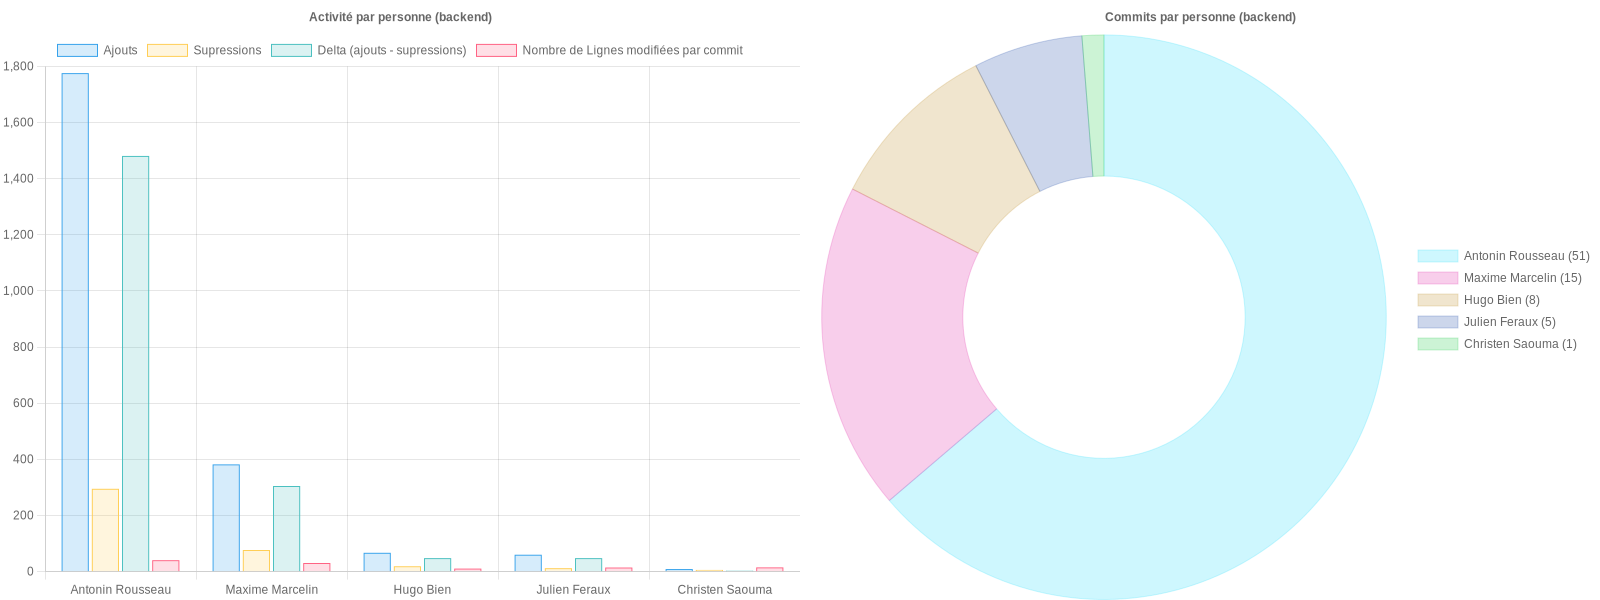 Activité par personne (backend)
Ajouts
Supressions
Delta (ajouts - supressions)
Nombre de Lignes modifiées par commit
1,800
1,600
1,400
1,200
1,000
800
600
400
200
0
Antonin Rousseau
Maxime Marcelin
Hugo Bien
Julien Feraux
Christen Saouma
Commits par personne (backend)
Antonin Rousseau (51)
Maxime Marcelin (15)
Hugo Bien (8)
Julien Feraux (5)
Christen Saouma (1)